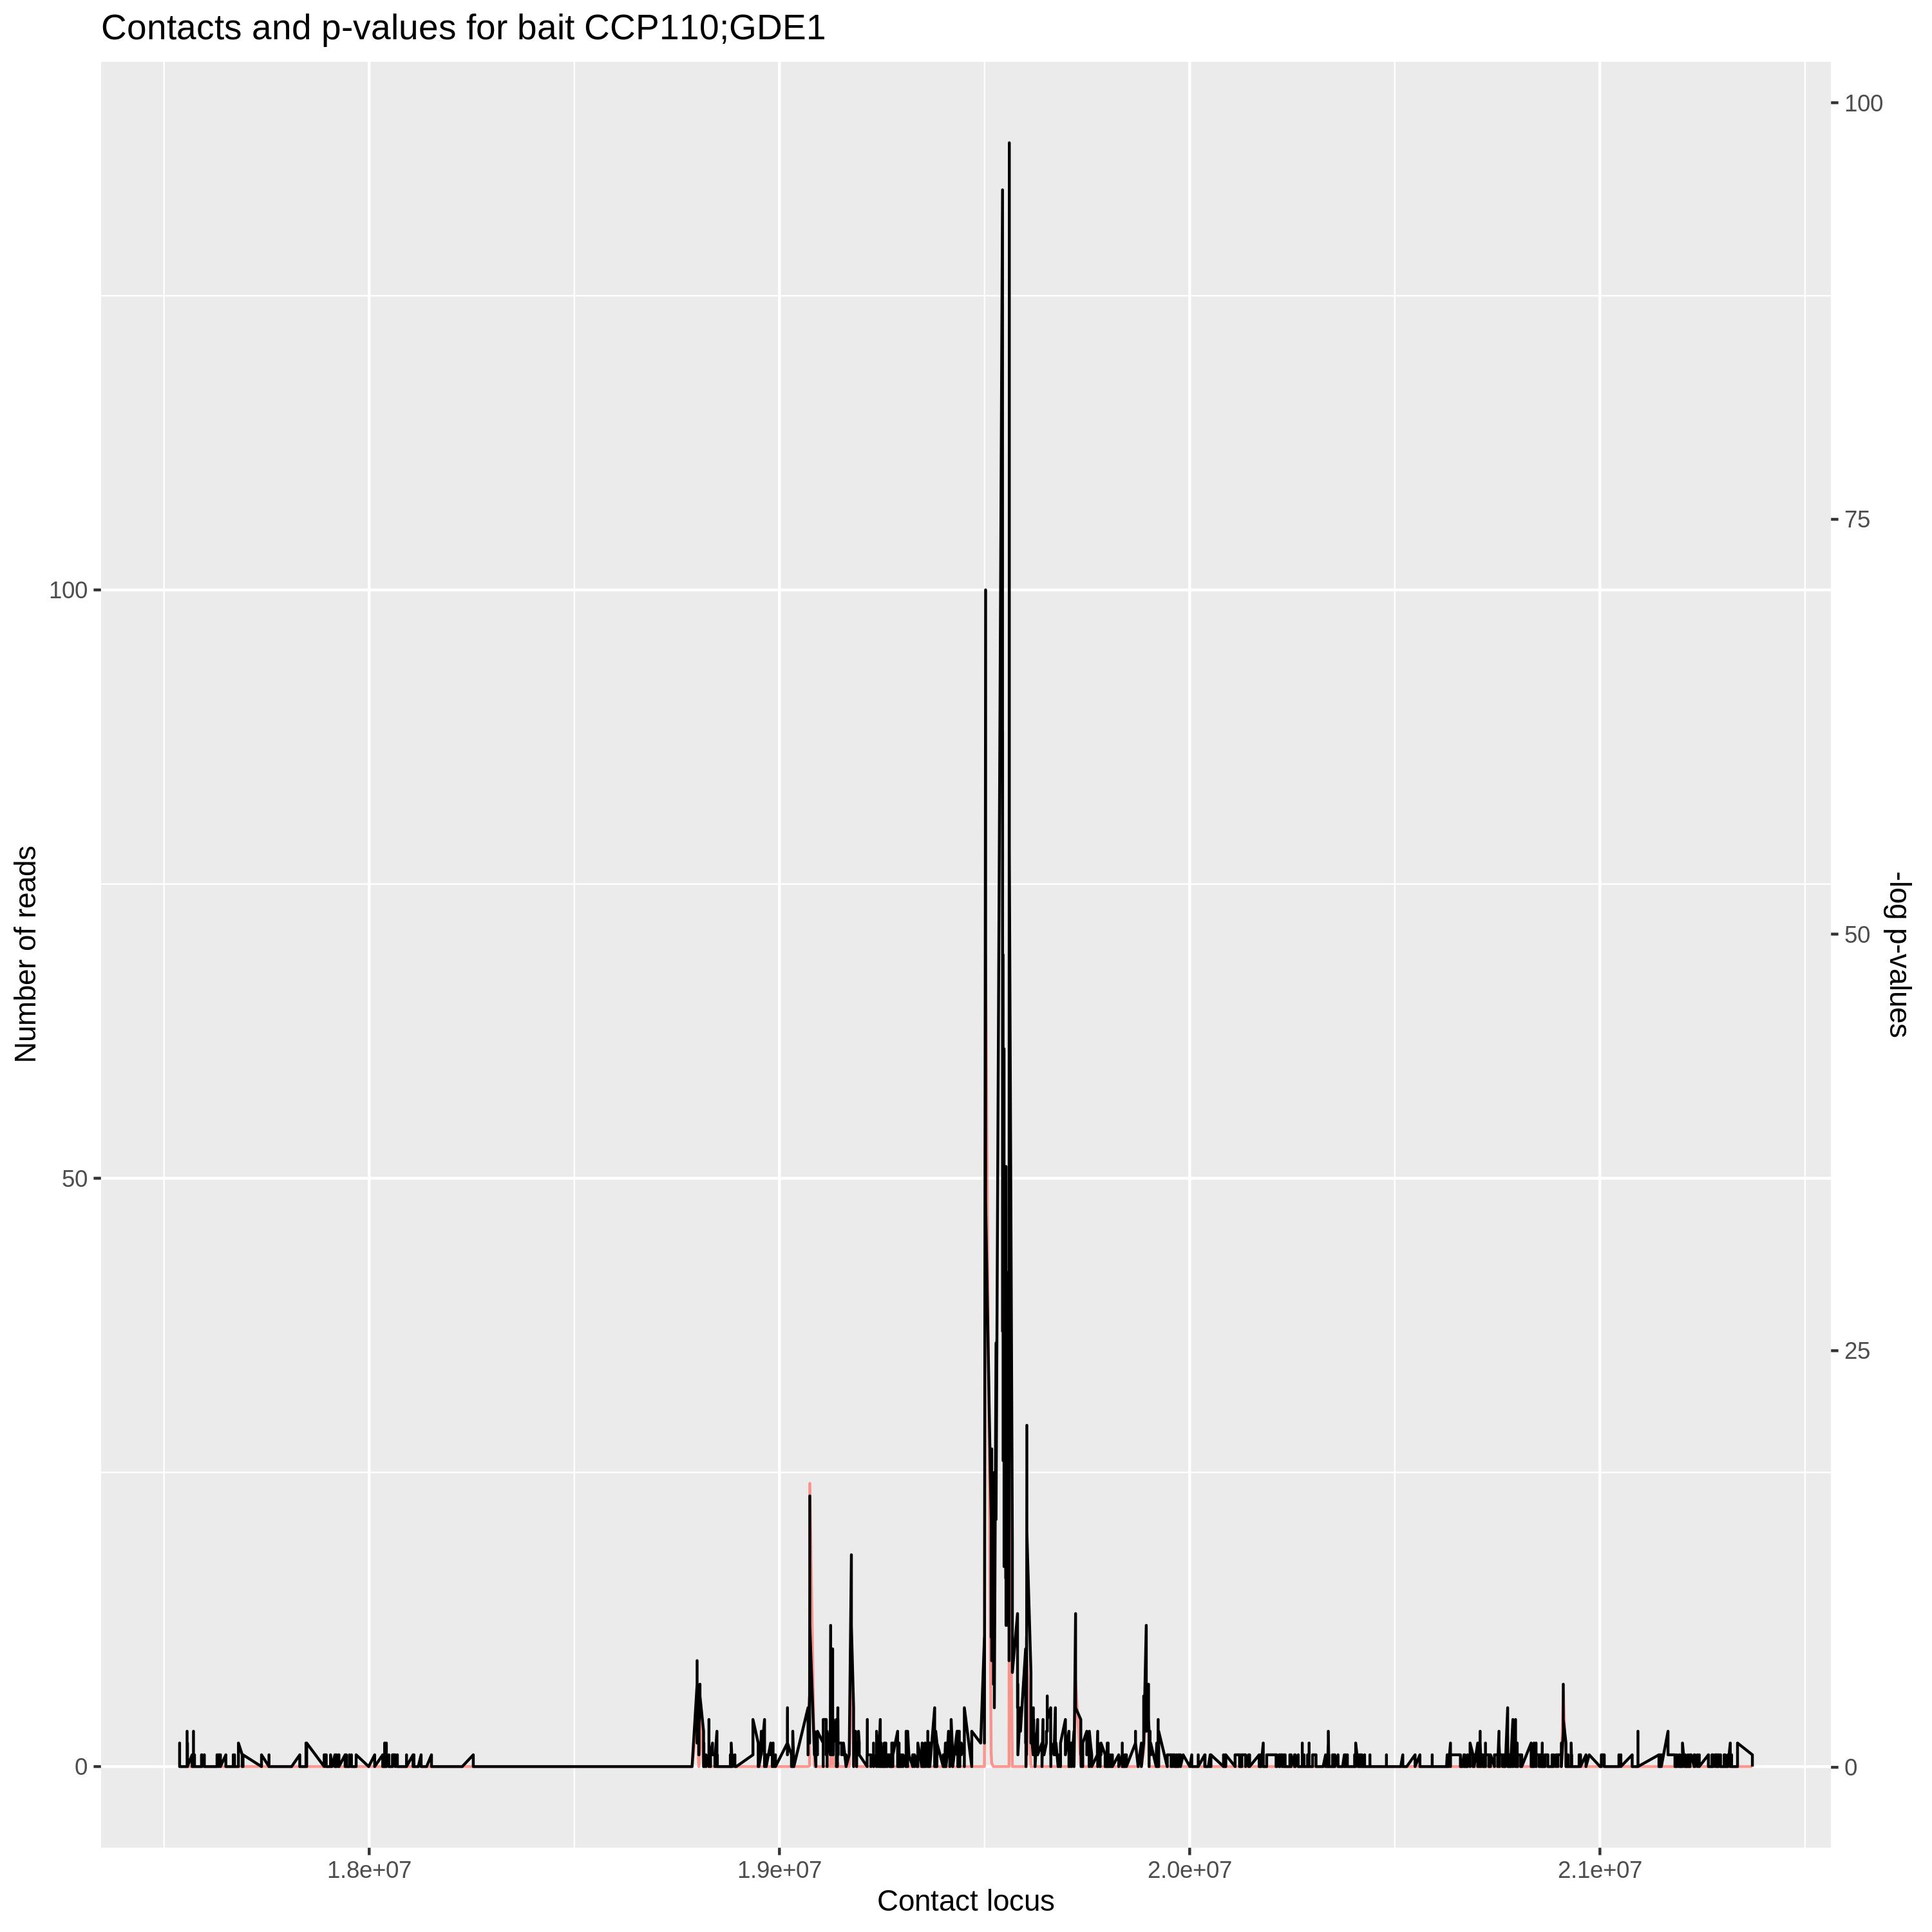 Contacts and p-values for bait CCP110;GDE1
100
75
50
25
0
-log p-values
100
50
0
Number of reads
1.8e+07
1.9e+07
2.0e+07
2.1e+07
Contact locus